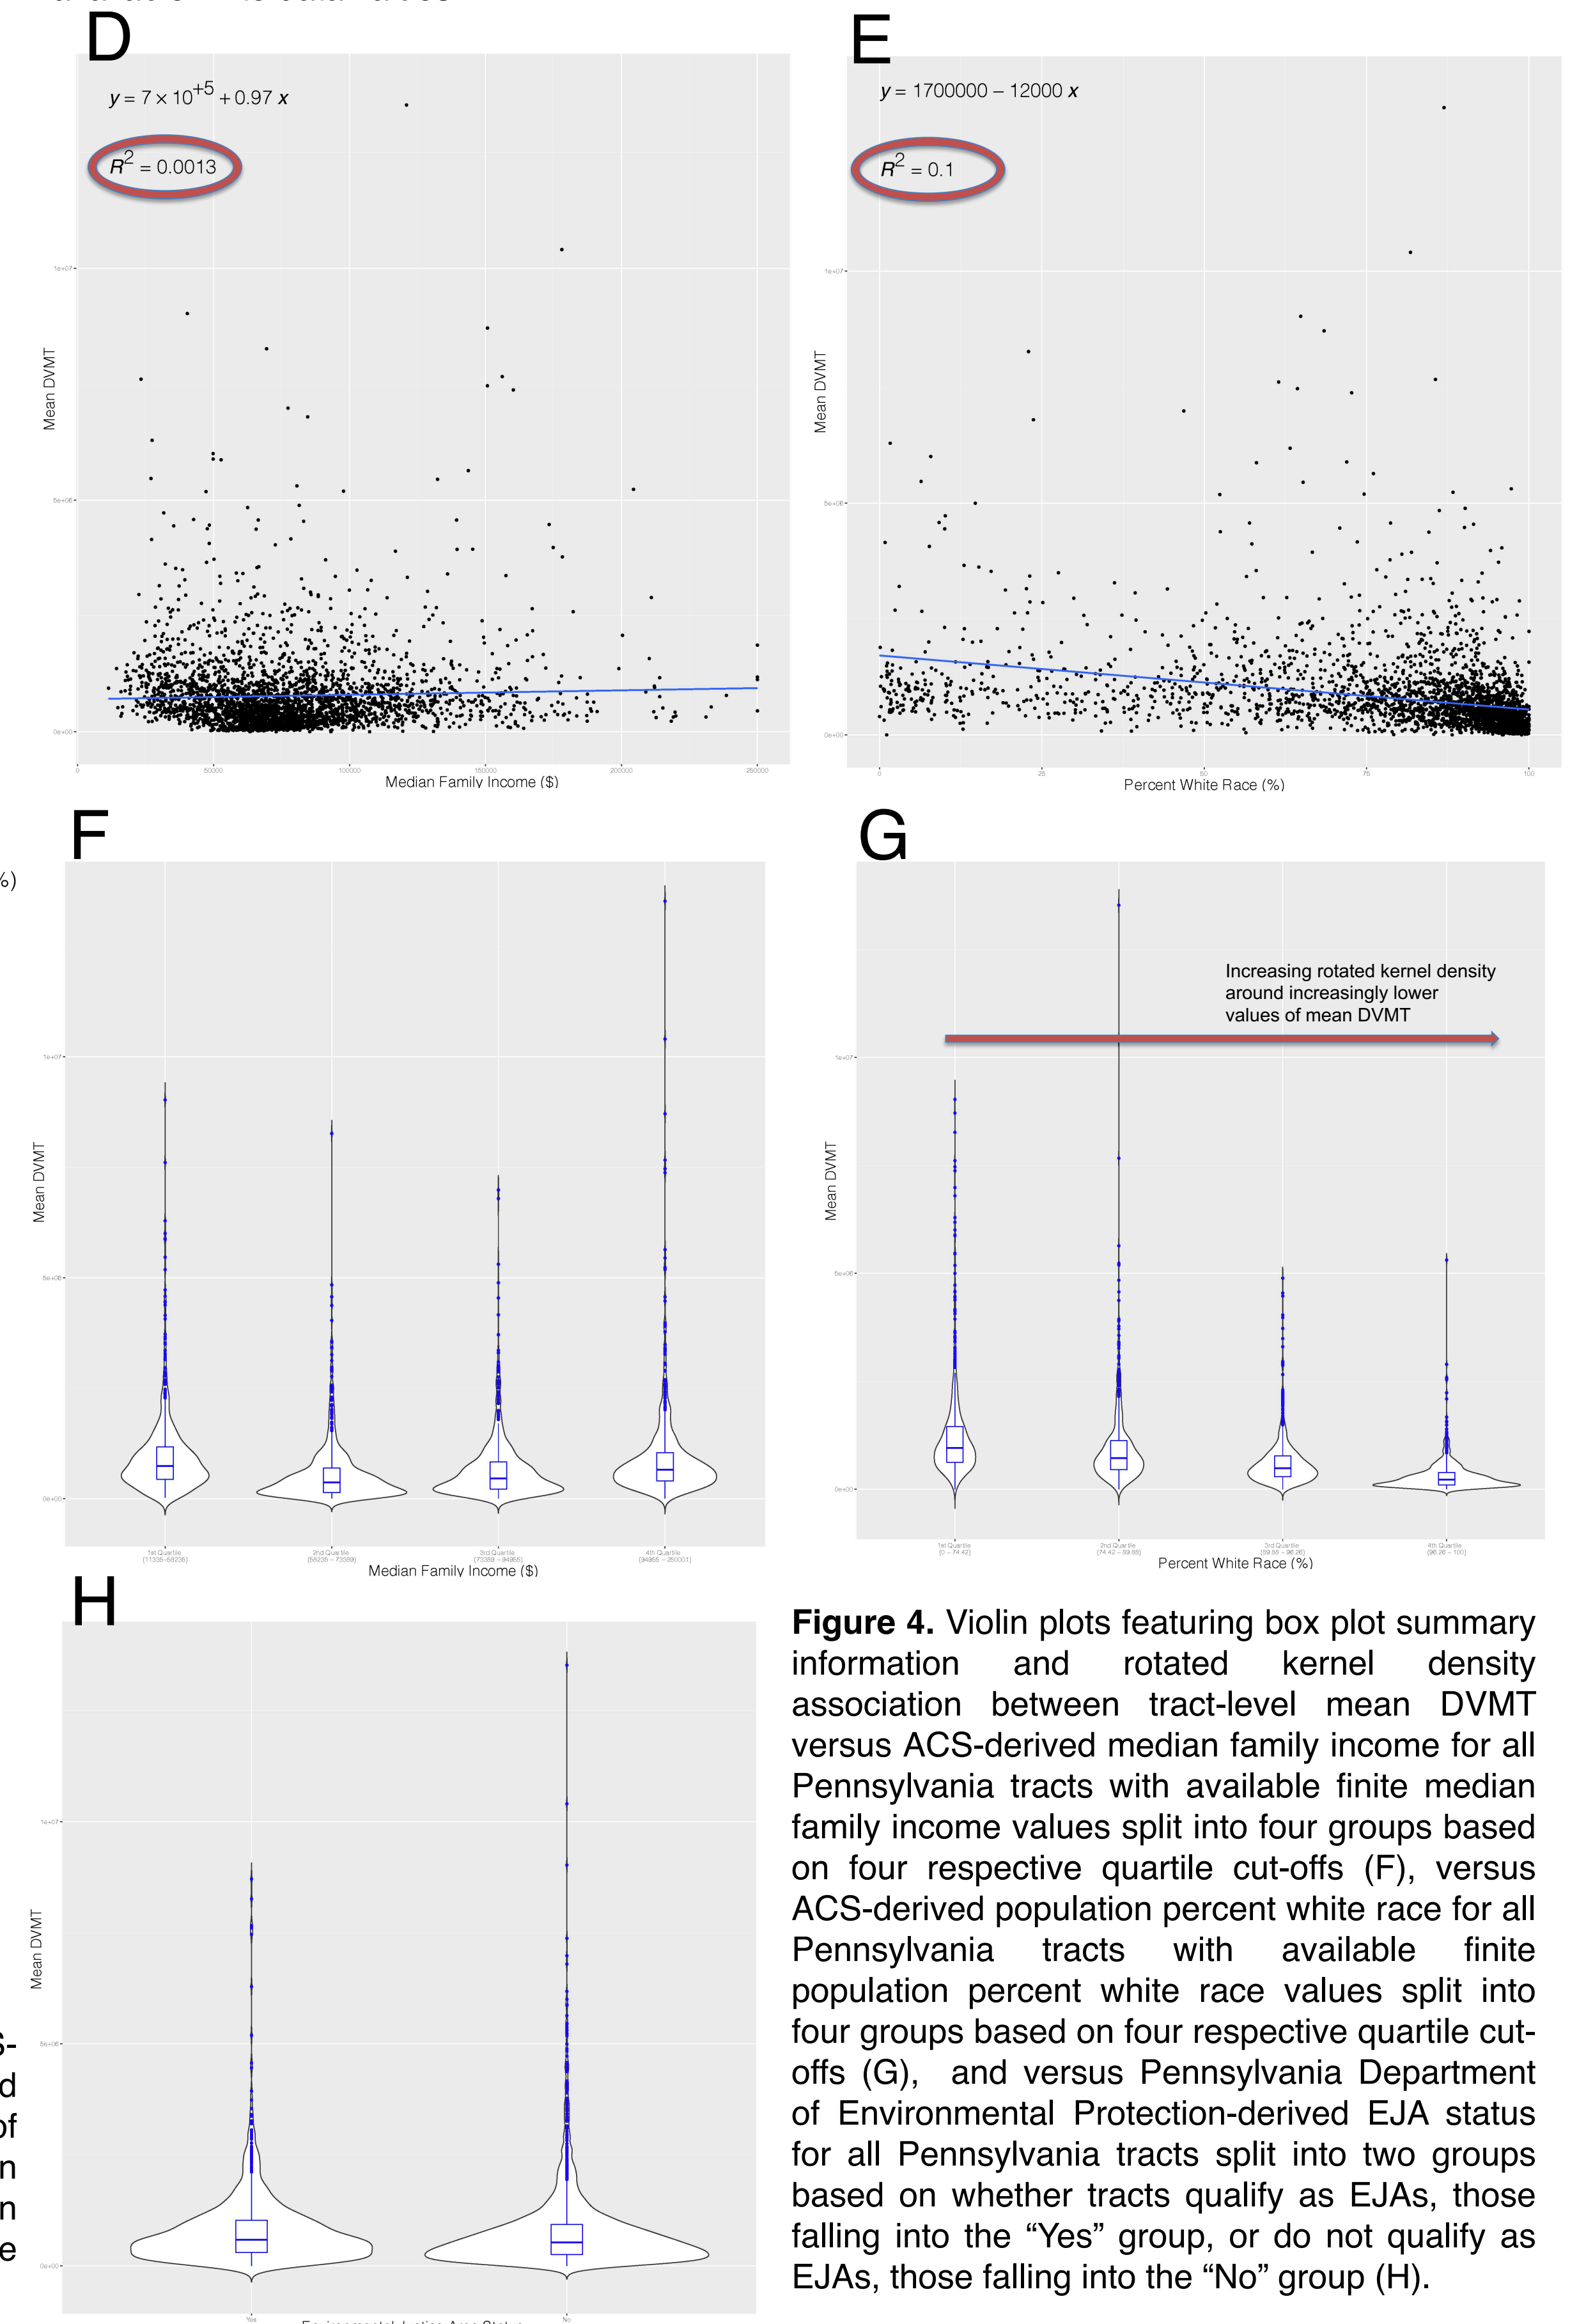 D
y = 7 × 10+5 + 0.97 x
R2 = 0.0013
1e+07
5e+06
0e+00
Mean DVMT
0
50000
100000
150000
200000
250000
Median Family Income ($)
E
y = 1700000 − 12000 x
R2 = 0.1
1e+07
5e+06
0e+00
Mean DVMT
0
25
50
75
100
Percent White Race (%)
%)
F
1e+07
5e+06
0e+00
Mean DVMT
1st Quartile
2nd Quartile
3rd Quartile
4th Quartile
Median Family Income ($)
G
Increasing rotated kernel density
around increasingly lower
values of mean DVMT
1e+07
5e+06
0e+00
Mean DVMT
1st Quartile
[0 – 74.42]
2nd Quartile
3rd Quartile
4th Quartile
Percent White Race (%)
H
1e+07
5e+06
0e+00
Mean DVMT
Yes
No
S-
d
of
n
n
e
Figure 4. Violin plots featuring box plot summary
information and rotated kernel density
association between tract-level mean DVMT
versus ACS-derived median family income for all
Pennsylvania tracts with available finite median
family income values split into four groups based
on four respective quartile cut-offs (F), versus
ACS-derived population percent white race for all
Pennsylvania tracts with available finite
population percent white race values split into
four groups based on four respective quartile cut-
offs (G), and versus Pennsylvania Department
of Environmental Protection-derived EJA status
for all Pennsylvania tracts split into two groups
based on whether tracts qualify as EJAs, those
falling into the “Yes” group, or do not qualify as
EJAs, those falling into the “No” group (H).